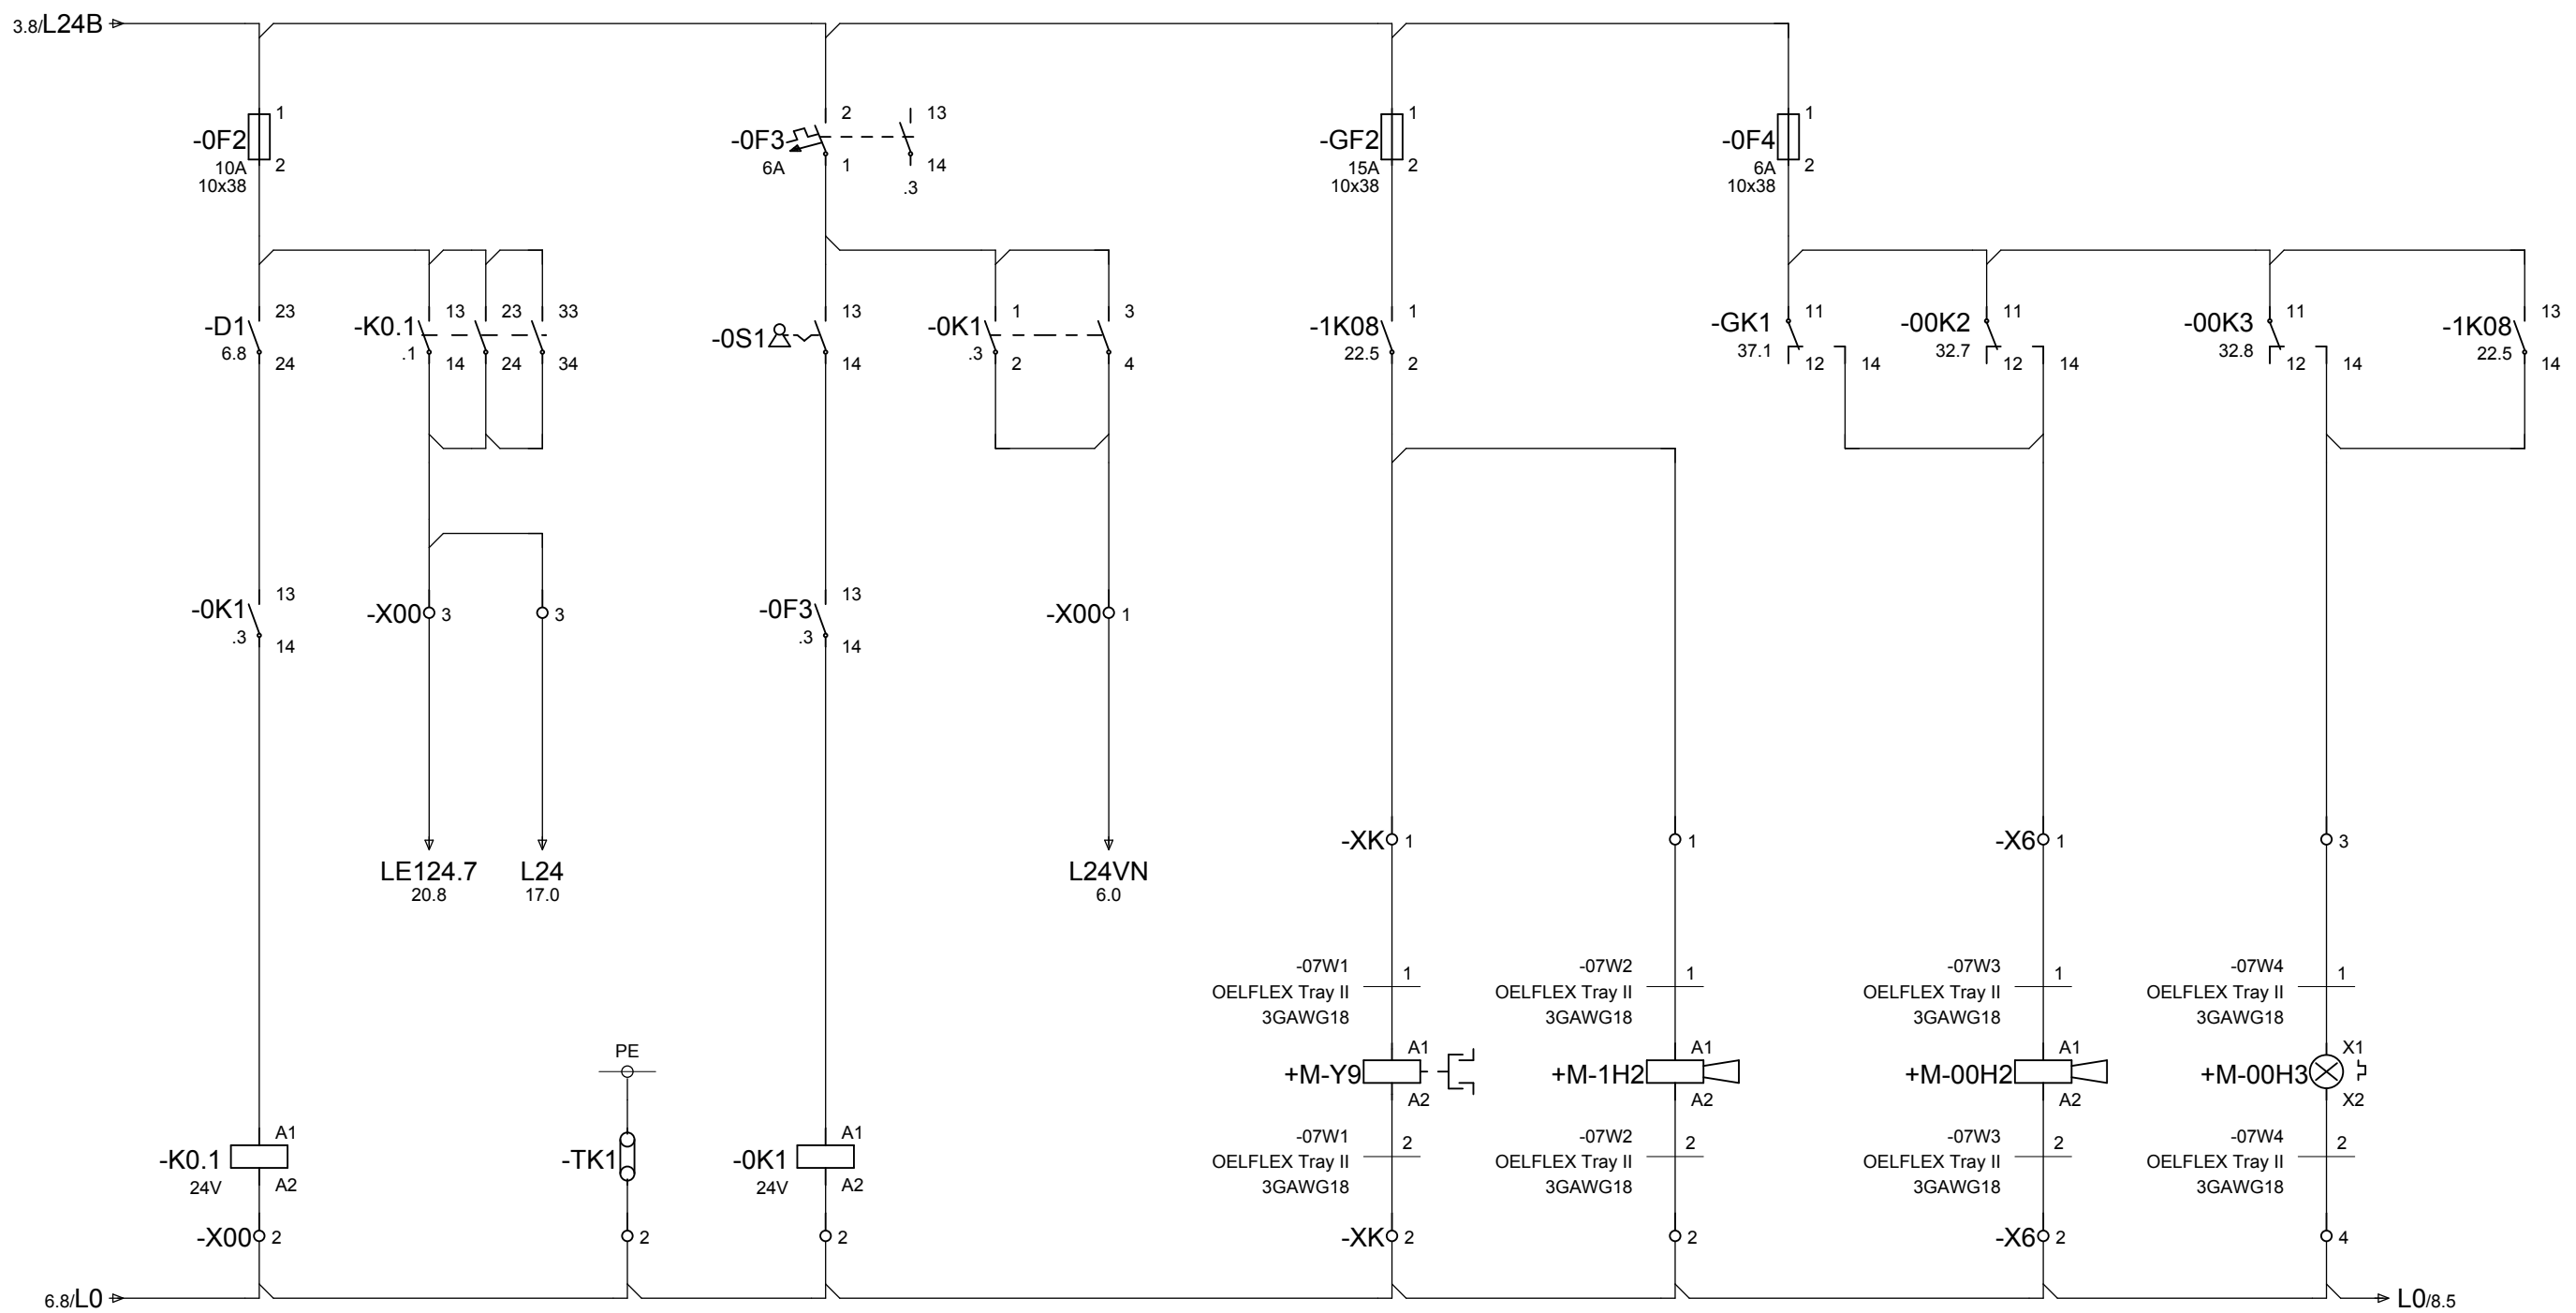 3.8/L24B
1 2 13 1 1
-0F2 -0F3 -GF2 -0F4
10A 2 6A 1 14 15A 2 6A 2
10x38 .3 10x38 10x38
23 13 23 33 13 1 3 1 11 11 11 13
-D1 -K0.1 -0S1 -0K1 -1K08 -GK1 -00K2 -00K3 -1K08
6.8 .1 .3 22.5 37.1 32.7 32.8 22.5
24 14 24 34 14 2 4 2 12 14 12 14 12 14 14
13 13
-0K1 -X00 3 3 -0F3 -X00 1
.3 .3
14 14
-XK 1 1 -X6 1 3
LE124.7 L24 L24VN
20.8 17.0 6.0
-07W1 1 -07W2 1 -07W3 1 -07W4 1
OELFLEX Tray II OELFLEX Tray II OELFLEX Tray II OELFLEX Tray II
3GAWG18 3GAWG18 3GAWG18 3GAWG18
PE A1 A1 A1 X1
+M-Y9 +M-1H2 +M-00H2 +M-00H3
A2 A2 A2 X2
A1 A1 -07W1 2 -07W2 2 -07W3 2 -07W4 2
-K0.1 -TK1 -0K1 OELFLEX Tray II OELFLEX Tray II OELFLEX Tray II OELFLEX Tray II
24V A2 24V A2 3GAWG18 3GAWG18 3GAWG18 3GAWG18
-X00 2 2 2 -XK 2 2 -X6 2 4
6.8/L0 L0/8.5